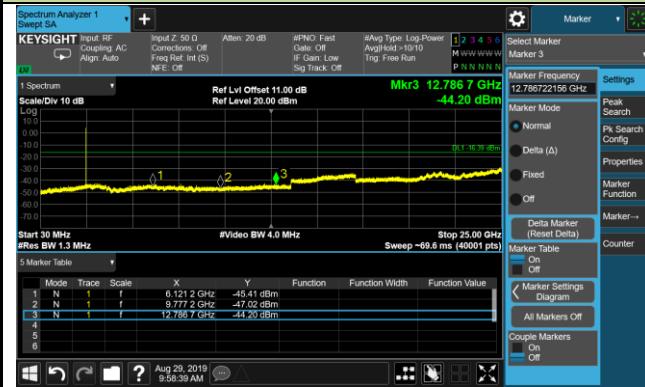 Spectrum Analyzer 1
Swept SA
+
Marker
KEYSIGHT Input: RF
Coupling: AC
Align: Auto
Input Z: 50 Ω
Corrections: Off
Freq Ref: Int (S)
NFE: Off
Atten: 20 dB
#PNO: Fast
Gate: Off
IF Gain: Low
Sig Track: Off
#Avg Type: Log-Power
Avg|Hold:>10/10
Trig: Free Run
1 2 3 4 5 6
M W W W W W
P N N N N N
Select Marker
Marker 3
1 Spectrum
Scale/Div 10 dB
Log
Ref Lvl Offset 11.00 dB
Ref Level 20.00 dBm
Mkr3 12.786 7 GHz
-44.20 dBm
10.0
0.00
-10.0
-20.0
-30.0
-40.0
-50.0
-60.0
-70.0
DL1 -16.39 dBm
1
2
3
Start 30 MHz
#Res BW 1.3 MHz
#Video BW 4.0 MHz
Stop 25.00 GHz
Sweep ~69.6 ms (40001 pts)
5 Marker Table
Mode Trace Scale X Y Function Function Width Function Value
1 N 1 f 6.121 2 GHz -45.41 dBm
2 N 1 f 9.777 2 GHz -47.02 dBm
3 N 1 f 12.786 7 GHz -44.20 dBm
4
5
6
Marker Frequency
12.786722156 GHz
Marker Mode
Normal
Delta (Δ)
Fixed
Off
Delta Marker
(Reset Delta)
Marker Table
On
Off
Marker Settings
Diagram
All Markers Off
Couple Markers
On
Off
Settings
Peak
Search
Pk Search
Config
Properties
Marker
Function
Marker→
Counter
?
Aug 29, 2019
9:58:39 AM